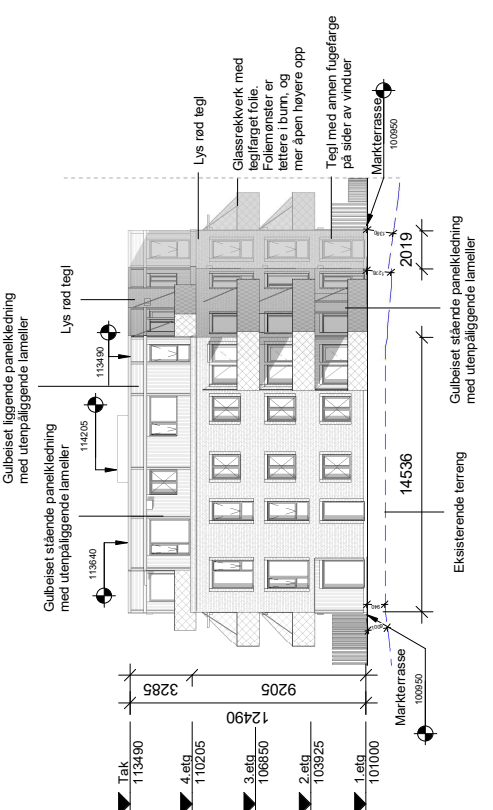 Gulbeiset liggende panelkledning
med utenpåliggende lameller
Gulbeiset stående panelkledning
med utenpåliggende lameller
Lys rød tegl
113640
114205
113490
Lys rød tegl
Glassrekkverk med
teglfarget folie.
Foliemønster er
tettere i bunn, og
mer åpen høyere opp
Tegl med annen fugefarge
på sider av vinduer
Markterrasse
100950
Tak
113490
4.etg
110205
3.etg
106850
2.etg
103925
1.etg
101000
3285
9205
12490
14536
2019
1380
Markterrasse
100950
Eksisterende terreng
Gulbeiset stående panelkledning
med utenpåliggende lameller